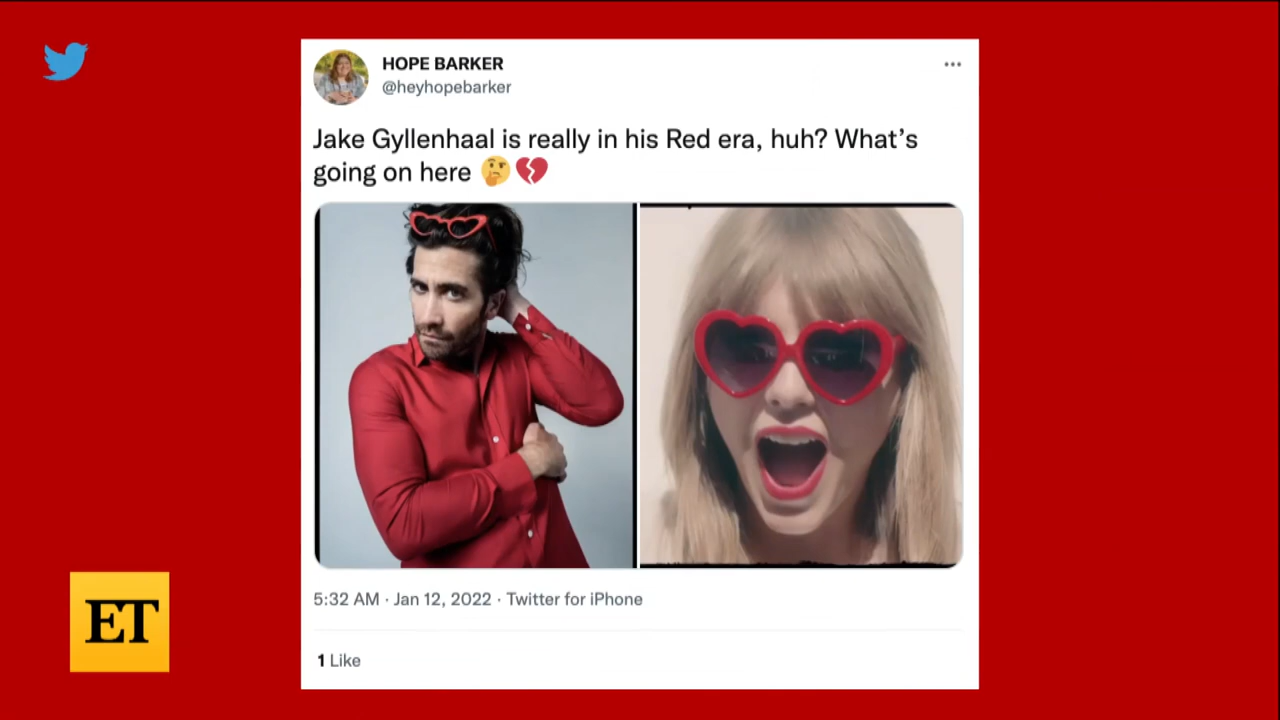 HOPE BARKER
@heyhopebarker
Jake Gyllenhaal is really in his Red era, huh? What's
going on here 🤔💔
5:32 AM · Jan 12, 2022 · Twitter for iPhone
1 Like
ET